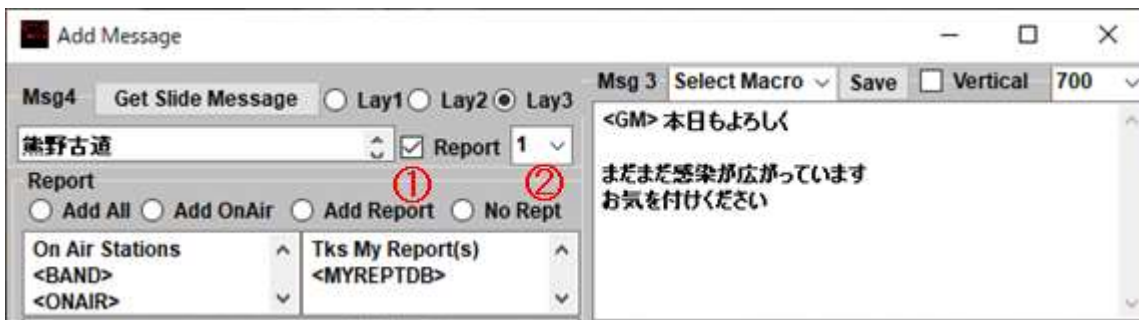 Add Message
Msg4 Get Slide Message Lay1 Lay2 Lay3
熊野古道 Report 1
① ②
Report
Add All Add OnAir Add Report No Rept
On Air Stations
<BAND>
<ONAIR>
Tks My Report(s)
<MYREPTDB>
Msg 3 Select Macro Save Vertical 700
<GM> 本日もよろしく
まだまだ感染が広がっています
お気を付けください